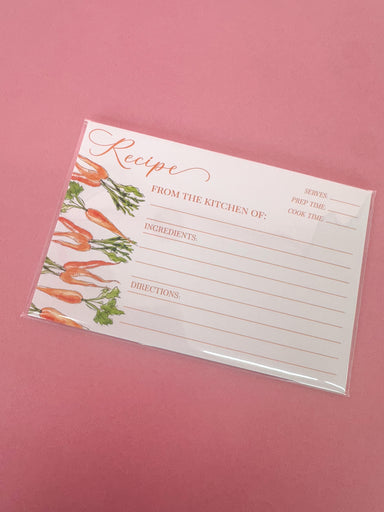 Recipe
SERVES:
PREP TIME:
COOK TIME:
FROM THE KITCHEN OF:
INGREDIENTS:
DIRECTIONS: